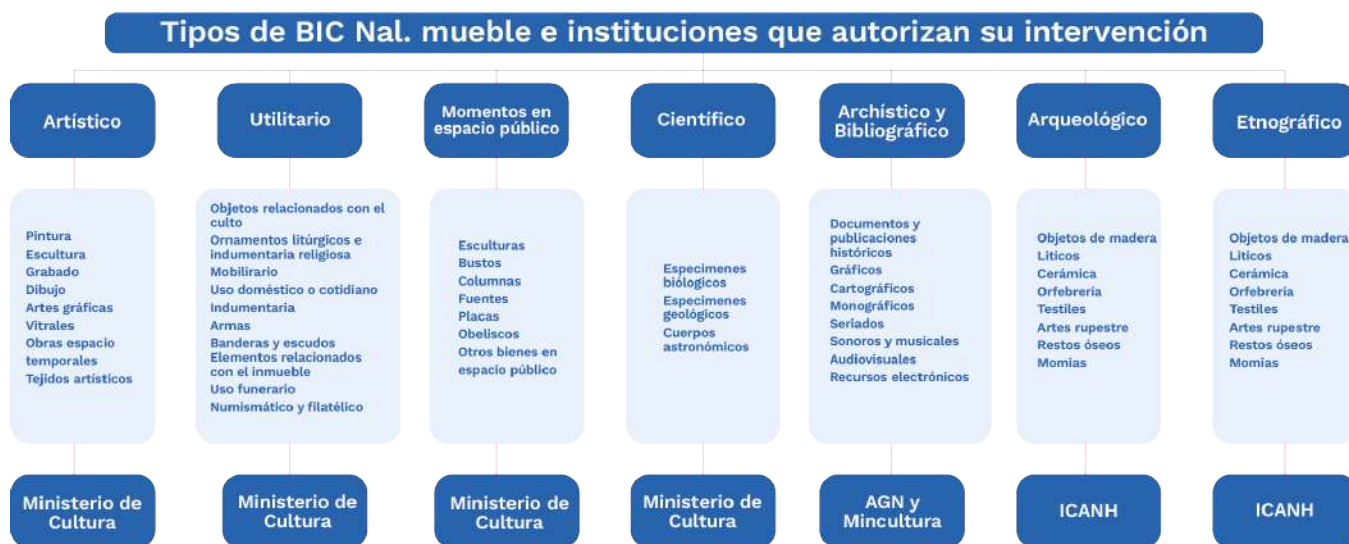 Tipos de BIC Nal. mueble e instituciones que autorizan su intervención
Artístico
Utilitario
Momentos en
espacio público
Científico
Archístico y
Bibliográfico
Arqueológico
Etnográfico
Pintura
Escultura
Grabado
Dibujo
Artes gráficas
Vitrales
Obras espacio
temporales
Tejidos artísticos
Objetos relacionados con el
culto
Ornamentos litúrgicos e
indumentaria religiosa
Mobilirario
Uso doméstico o cotidiano
Indumentaria
Armas
Banderas y escudos
Elementos relacionados
con el inmueble
Uso funerario
Numismático y filatélico
Esculturas
Bustos
Columnas
Fuentes
Placas
Obeliscos
Otros bienes en
espacio público
Especimenes
biólogicos
Especimenes
geológicos
Cuerpos
astronómicos
Documentos y
publicaciones
históricos
Gráficos
Cartográficos
Monográficos
Seriados
Sonoros y musicales
Audiovisuales
Recursos electrónicos
Objetos de madera
Liticos
Cerámica
Orfebrería
Testiles
Artes rupestre
Restos óseos
Momias
Objetos de madera
Liticos
Cerámica
Orfebrería
Testiles
Artes rupestre
Restos óseos
Momias
Ministerio de
Cultura
Ministerio de
Cultura
Ministerio de
Cultura
Ministerio de
Cultura
AGN y
Mincultura
ICANH
ICANH